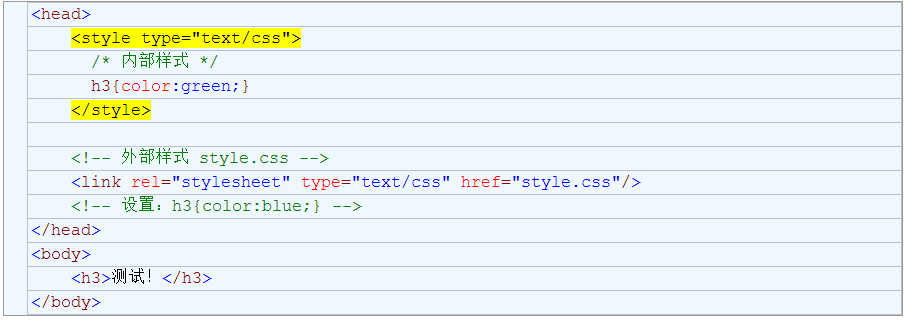 <head>
<style type="text/css">
/* 内部样式 */
h3{color:green;}
</style>
<!-- 外部样式 style.css -->
<link rel="stylesheet" type="text/css" href="style.css"/>
<!-- 设置：h3{color:blue;} -->
</head>
<body>
<h3>测试！</h3>
</body>